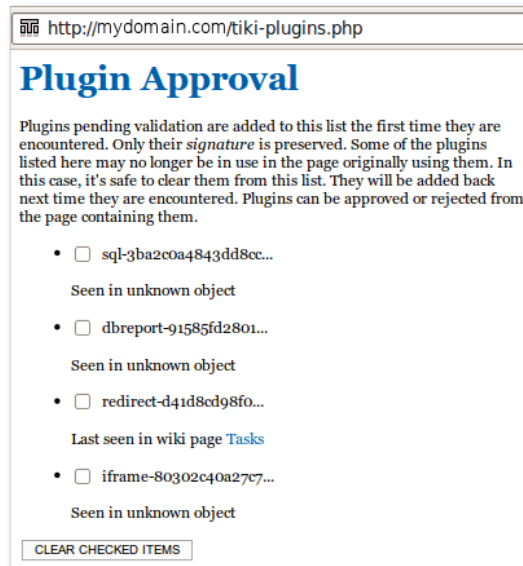 http://mydomain.com/tiki-plugins.php
Plugin Approval
Plugins pending validation are added to this list the first time they are
encountered. Only their signature is preserved. Some of the plugins
listed here may no longer be in use in the page originally using them. In
this case, it's safe to clear them from this list. They will be added back
next time they are encountered. Plugins can be approved or rejected from
the page containing them.
sql-3ba2c0a4843dd8cc...
Seen in unknown object
dbreport-91585fd2801...
Seen in unknown object
redirect-d41d8cd98f0...
Last seen in wiki page Tasks
iframe-80302c40a27c7...
Seen in unknown object
CLEAR CHECKED ITEMS